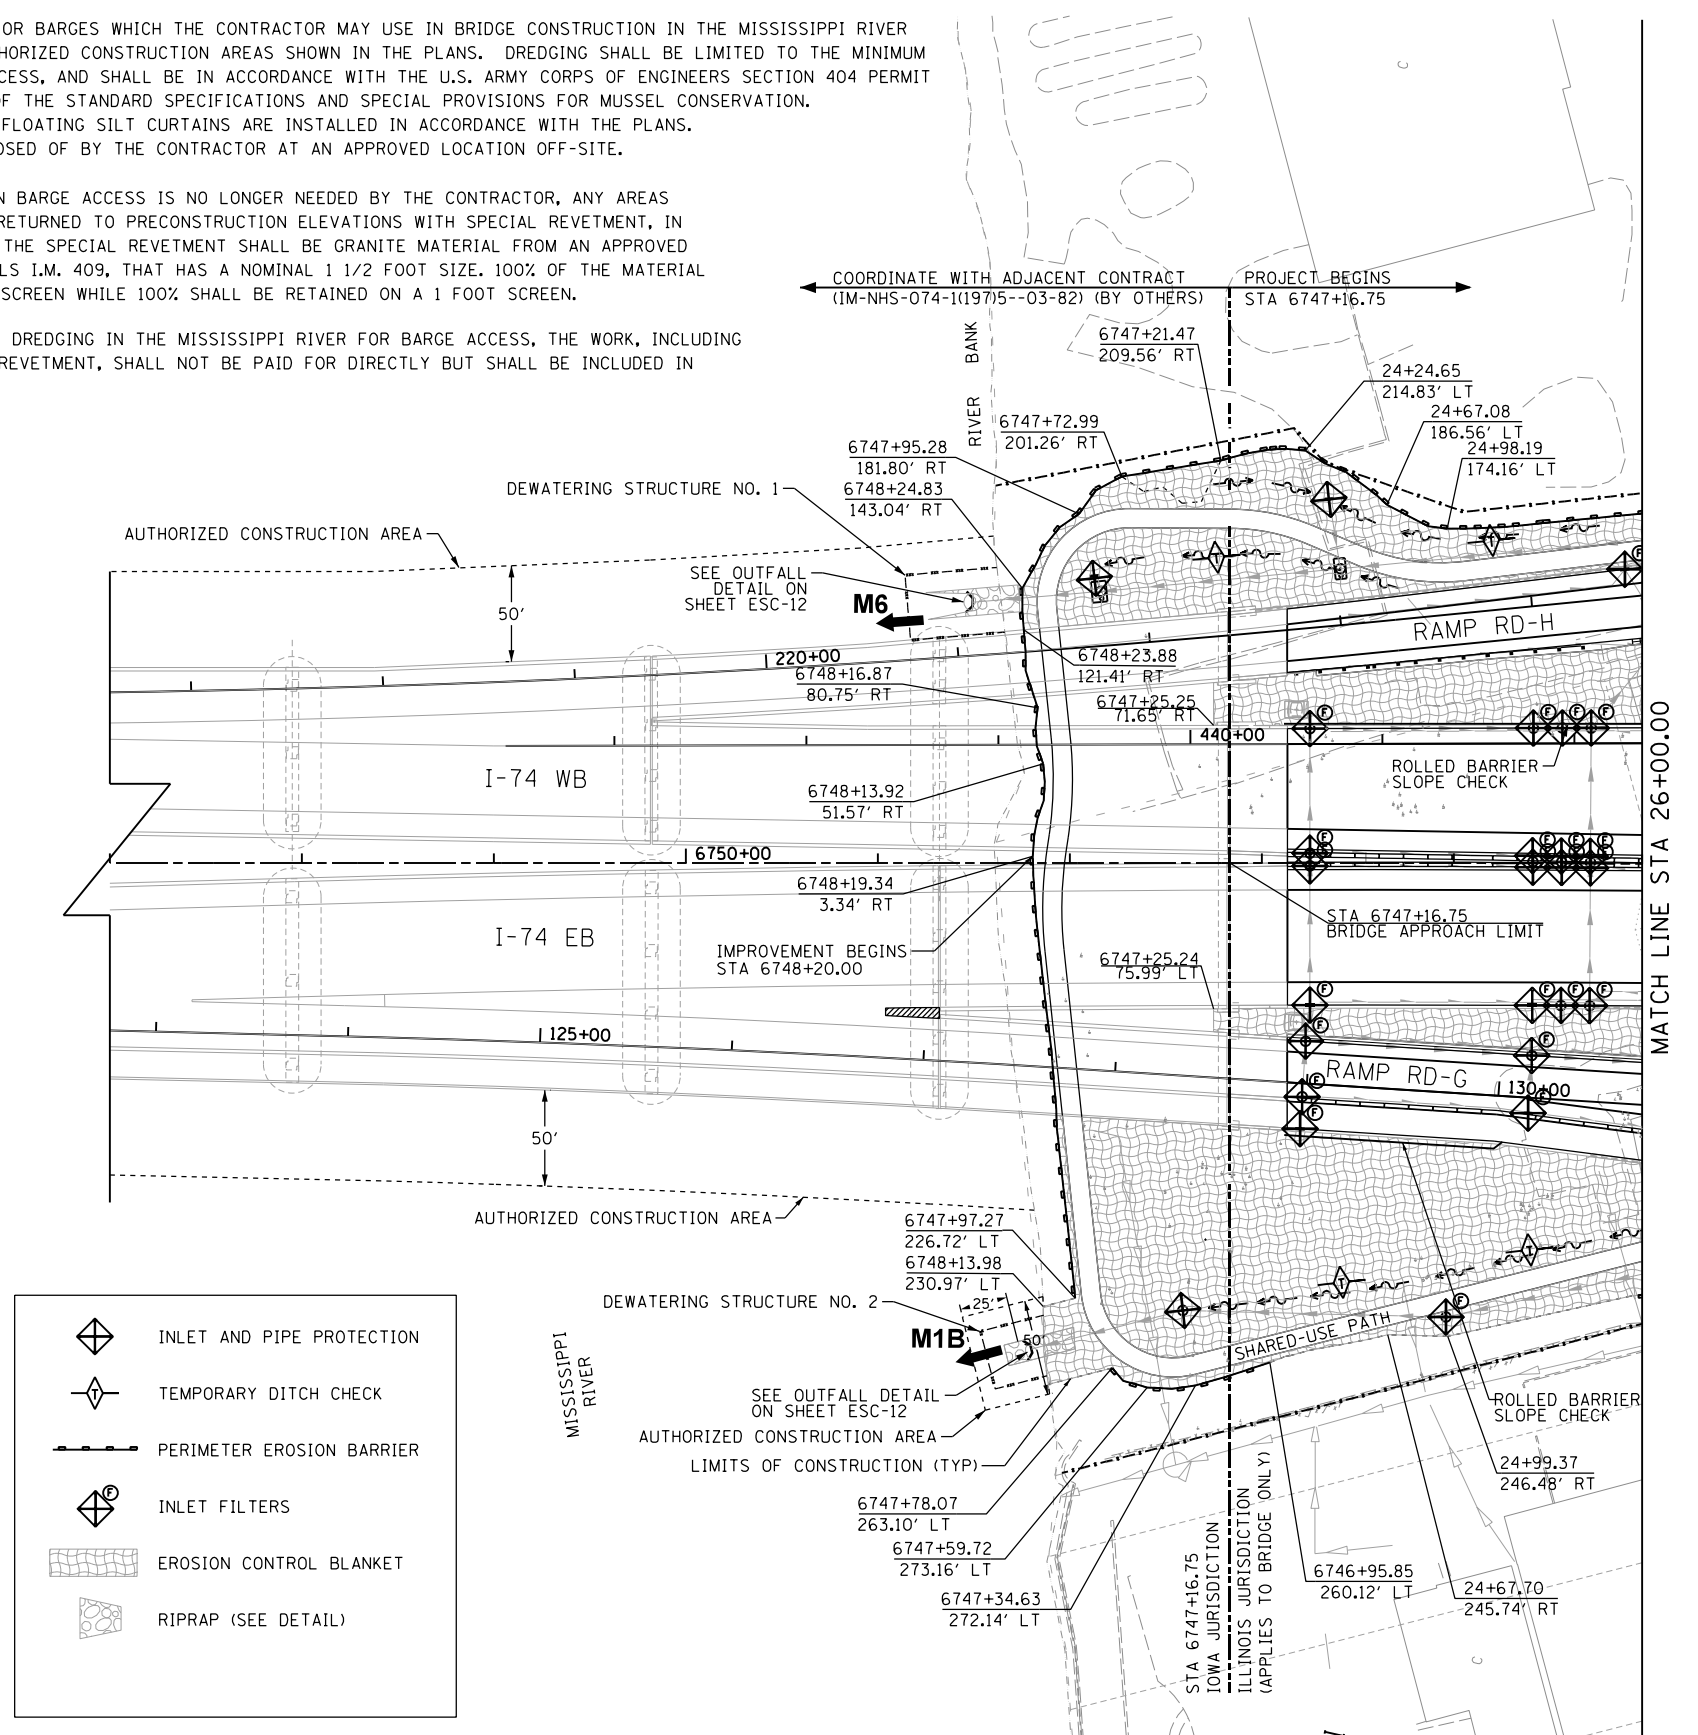 OR BARGES WHICH THE CONTRACTOR MAY USE IN BRIDGE CONSTRUCTION IN THE MISSISSIPPI RIVER
HORIZED CONSTRUCTION AREAS SHOWN IN THE PLANS. DREDGING SHALL BE LIMITED TO THE MINIMUM
CESS, AND SHALL BE IN ACCORDANCE WITH THE U.S. ARMY CORPS OF ENGINEERS SECTION 404 PERMIT
OF THE STANDARD SPECIFICATIONS AND SPECIAL PROVISIONS FOR MUSSEL CONSERVATION.
FLOATING SILT CURTAINS ARE INSTALLED IN ACCORDANCE WITH THE PLANS.
OSED OF BY THE CONTRACTOR AT AN APPROVED LOCATION OFF-SITE.
N BARGE ACCESS IS NO LONGER NEEDED BY THE CONTRACTOR, ANY AREAS
RETURNED TO PRECONSTRUCTION ELEVATIONS WITH SPECIAL REVETMENT, IN
THE SPECIAL REVETMENT SHALL BE GRANITE MATERIAL FROM AN APPROVED
LS I.M. 409, THAT HAS A NOMINAL 1 1/2 FOOT SIZE. 100% OF THE MATERIAL
SCREEN WHILE 100% SHALL BE RETAINED ON A 1 FOOT SCREEN.
DREDGING IN THE MISSISSIPPI RIVER FOR BARGE ACCESS, THE WORK, INCLUDING
REVETMENT, SHALL NOT BE PAID FOR DIRECTLY BUT SHALL BE INCLUDED IN
COORDINATE WITH ADJACENT CONTRACT
(IM-NHS-074-1(197)5--03-82) (BY OTHERS)
PROJECT BEGINS
STA 6747+16.75
C
RIVER BANK
6747+21.47
209.56' RT
24+24.65
214.83' LT
24+67.08
186.56' LT
24+98.19
174.16' LT
6747+72.99
201.26' RT
6747+95.28
181.80' RT
6748+24.83
143.04' RT
DEWATERING STRUCTURE NO. 1
AUTHORIZED CONSTRUCTION AREA
SEE OUTFALL
DETAIL ON
SHEET ESC-12
M6
50'
T
T
F
RAMP RD-H
220+00
6748+23.88
121.41' RT
6748+16.87
80.75' RT
6747+25.25
71.65' RT
440+00
F
F
F
F
ROLLED BARRIER
SLOPE CHECK
I-74 WB
6748+13.92
51.57' RT
6750+00
6748+19.34
3.34' RT
I-74 EB
IMPROVEMENT BEGINS
STA 6748+20.00
STA 6747+16.75
BRIDGE APPROACH LIMIT
6747+25.24
75.99' LT
MATCH LINE STA 26+00.00
125+00
RAMP RD-G
130+00
50'
AUTHORIZED CONSTRUCTION AREA
6747+97.27
226.72' LT
6748+13.98
230.97' LT
DEWATERING STRUCTURE NO. 2
25'
50'
M1B
T
T
SHARED-USE PATH
MISSISSIPPI
RIVER
SEE OUTFALL DETAIL
ON SHEET ESC-12
AUTHORIZED CONSTRUCTION AREA
LIMITS OF CONSTRUCTION (TYP)
ROLLED BARRIER
SLOPE CHECK
6747+78.07
263.10' LT
6747+59.72
273.16' LT
6747+34.63
272.14' LT
24+99.37
246.48' RT
6746+95.85
260.12' LT
24+67.70
245.74' RT
STA 6747+16.75
IOWA JURISDICTION
ILLINOIS JURISDICTION
(APPLIES TO BRIDGE ONLY)
C
INLET AND PIPE PROTECTION
T
TEMPORARY DITCH CHECK
PERIMETER EROSION BARRIER
F
INLET FILTERS
EROSION CONTROL BLANKET
RIPRAP (SEE DETAIL)